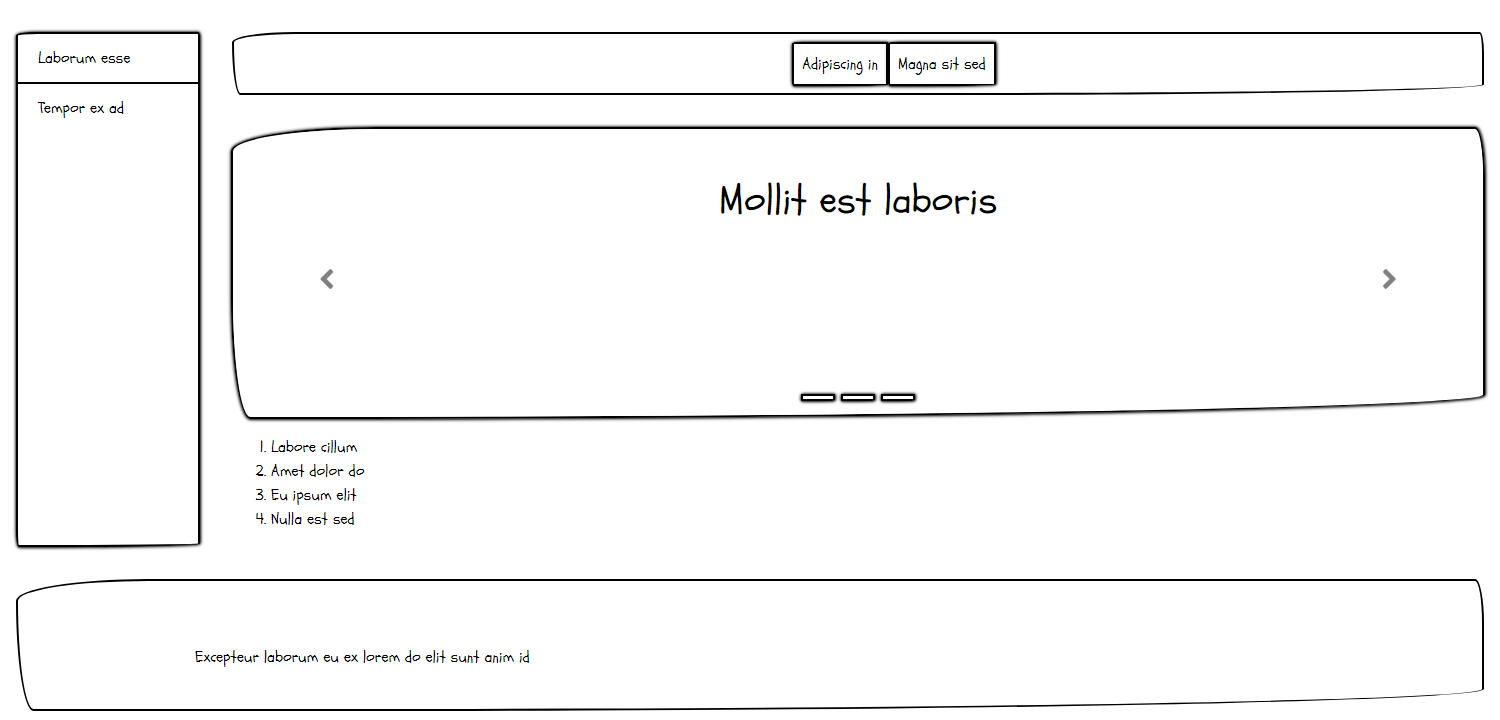 Laborum esse
Tempor ex ad
Adipiscing in
Magna sit sed
Mollit est laboris
1. Labore cillum
2. Amet dolor do
3. Eu ipsum elit
4. Nulla est sed
Excepteur laborum eu ex lorem do elit sunt anim id